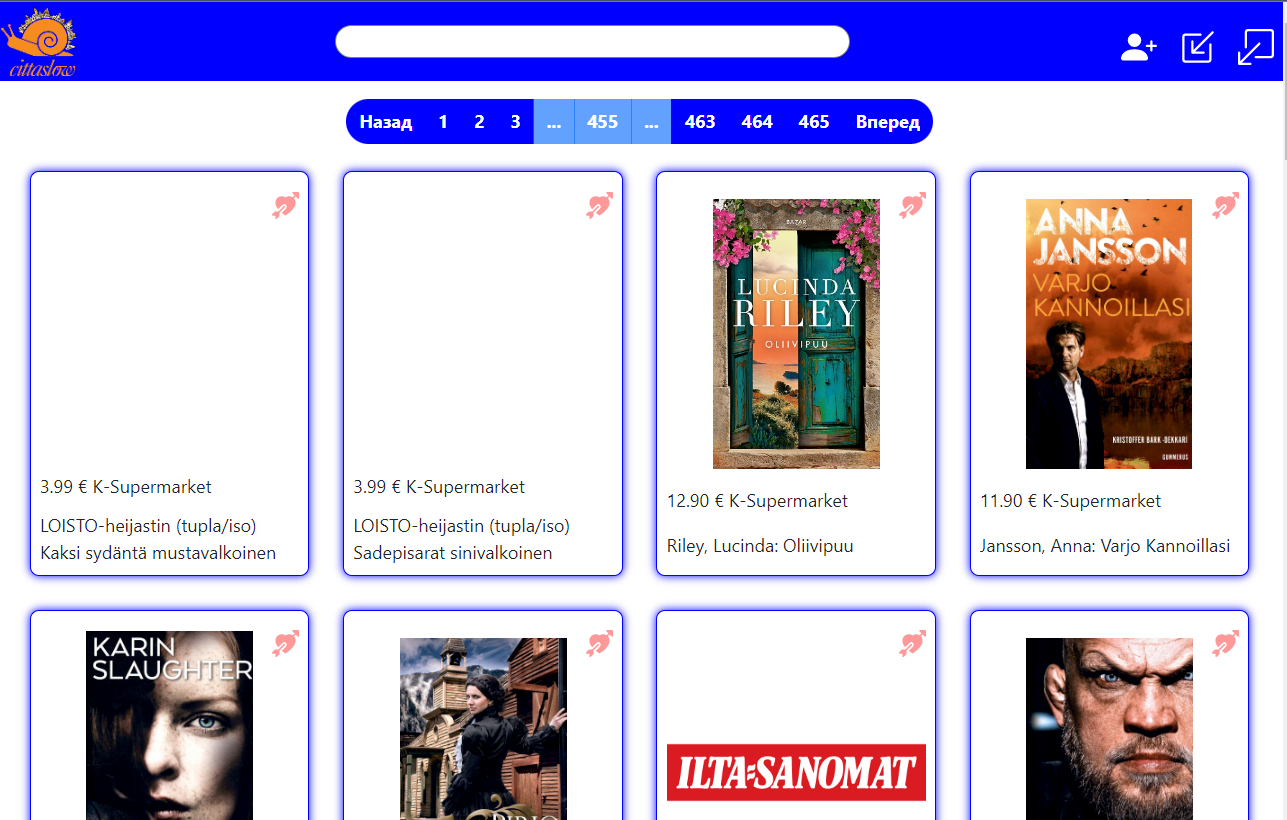 cittaslow
Назад 1 2 3 ... 455 ... 463 464 465 Вперед
3.99 € K-Supermarket
LOISTO-heijastin (tupla/iso)
Kaksi sydäntä mustavalkoinen
3.99 € K-Supermarket
LOISTO-heijastin (tupla/iso)
Sadepisarat sinivalkoinen
BAZAR
LUCINDA
RILEY
OLIIVIPUU
12.90 € K-Supermarket
Riley, Lucinda: Oliivipuu
ANNA
JANSSON
VARJO
KANNOILLASI
KRISTOFFER BARK -DEKKARI
GUMMERUS
11.90 € K-Supermarket
Jansson, Anna: Varjo Kannoillasi
KARIN
SLAUGHTER
ILTA=SANOMAT